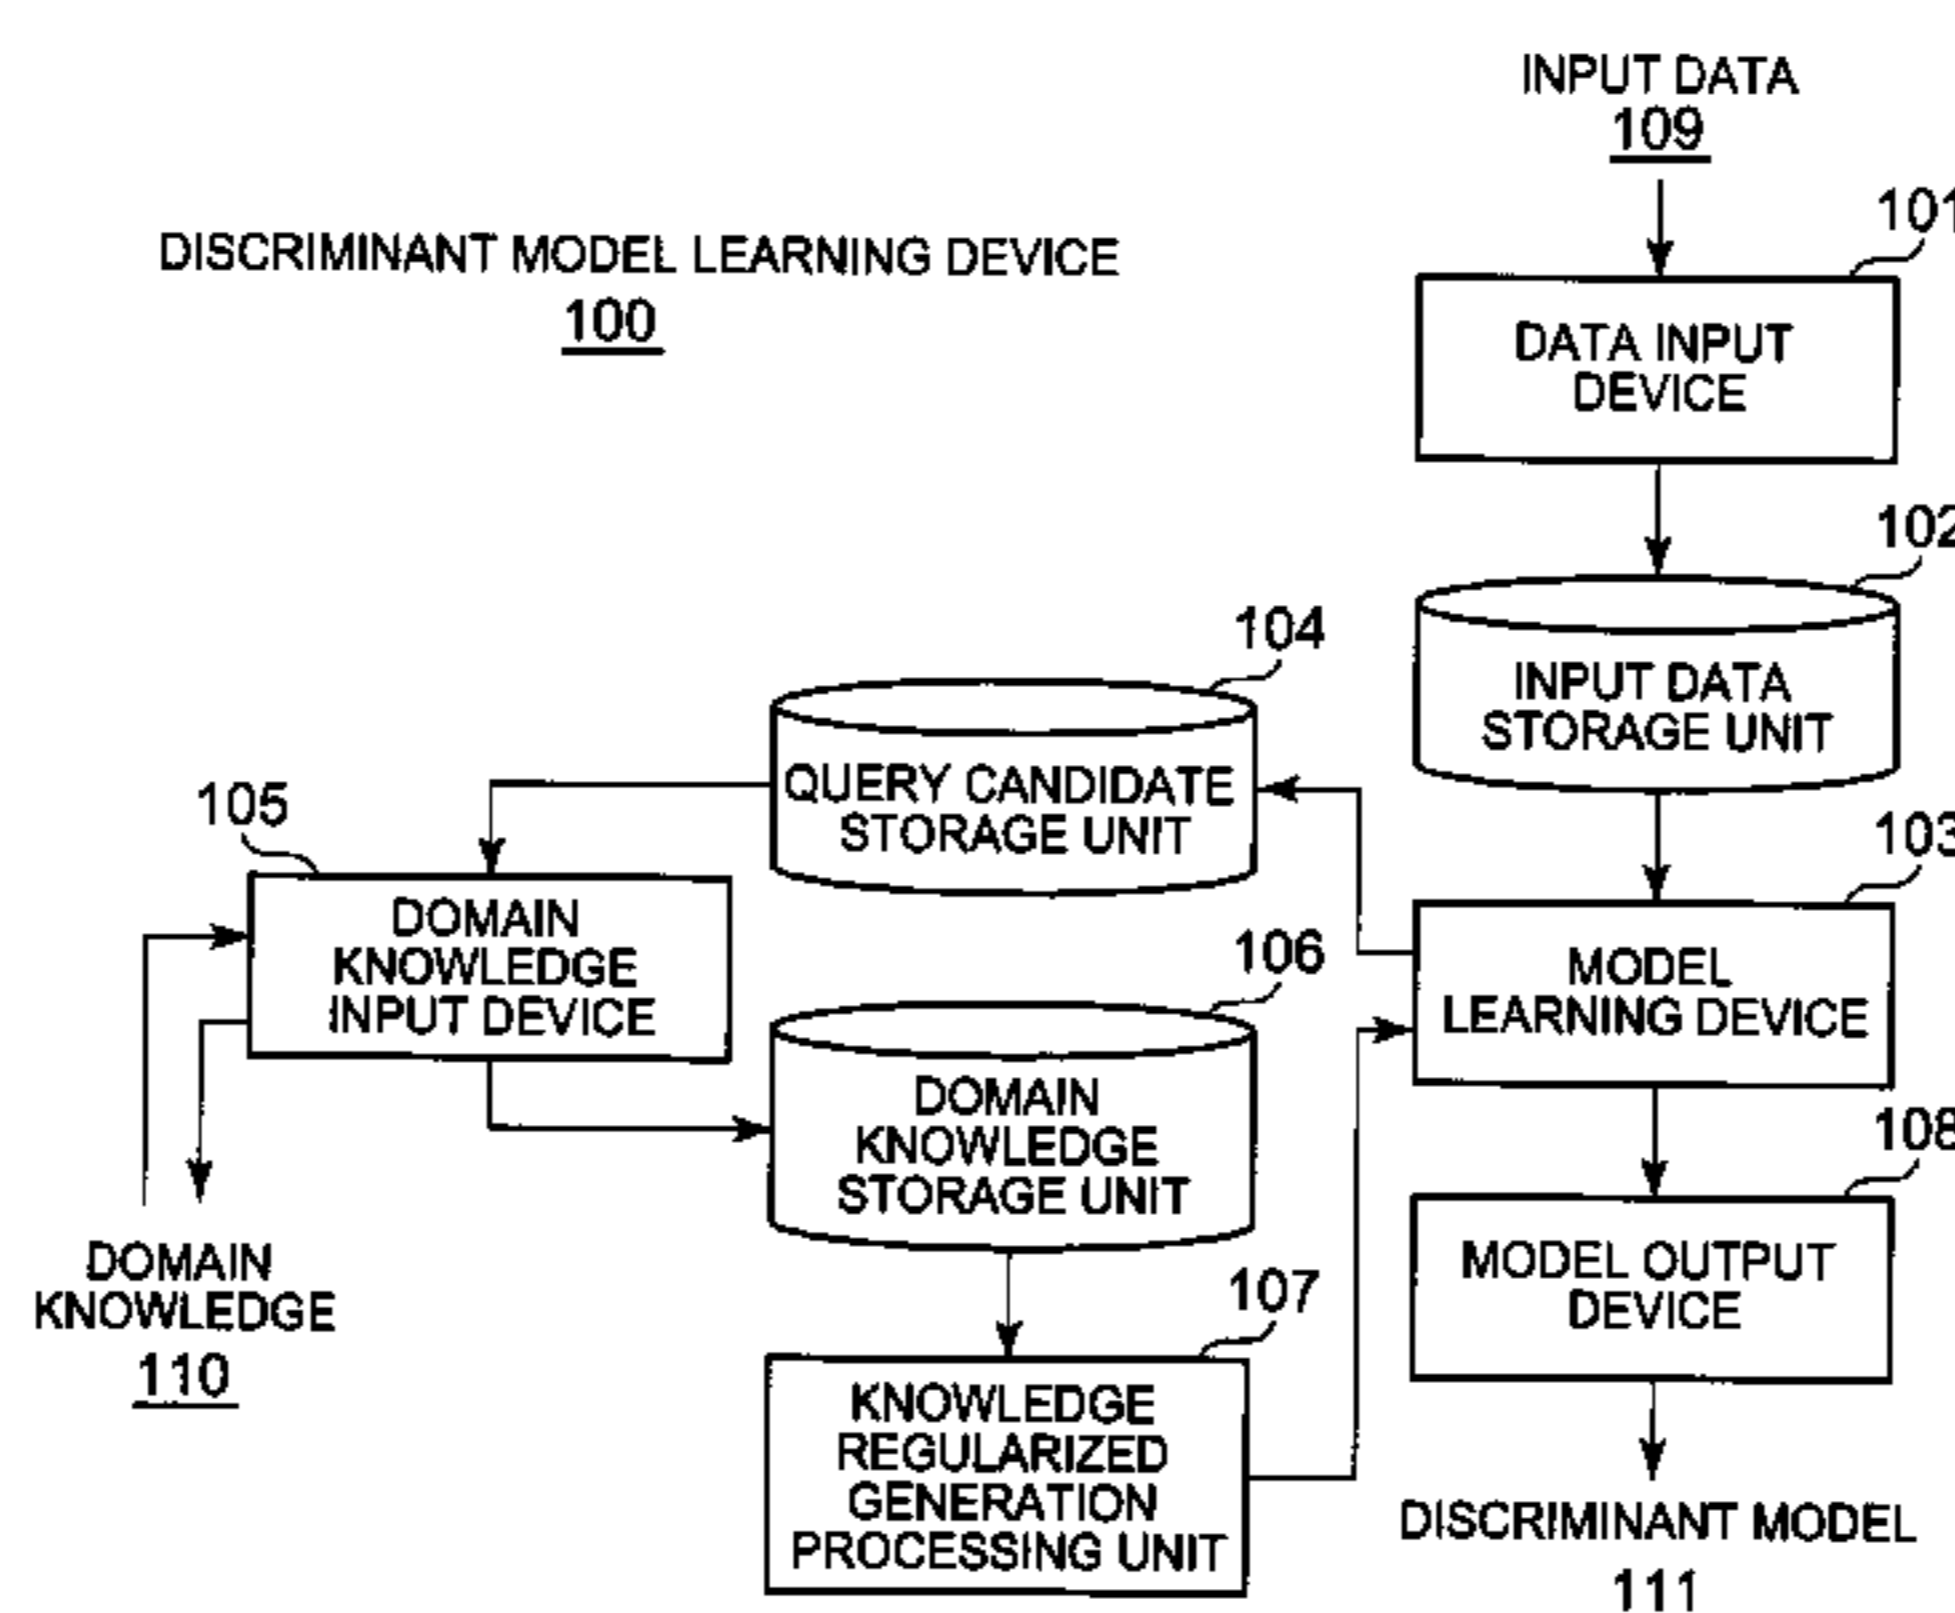 INPUT DATA
109
101
DISCRIMINANT MODEL LEARNING DEVICE
100
DATA INPUT
DEVICE
102
INPUT DATA
STORAGE UNIT
104
QUERY CANDIDATE
STORAGE UNIT
105
DOMAIN
KNOWLEDGE
INPUT DEVICE
103
MODEL
LEARNING DEVICE
106
DOMAIN
KNOWLEDGE
STORAGE UNIT
108
MODEL OUTPUT
DEVICE
DOMAIN
KNOWLEDGE
110
107
KNOWLEDGE
REGULARIZED
GENERATION
PROCESSING UNIT
DISCRIMINANT MODEL
111